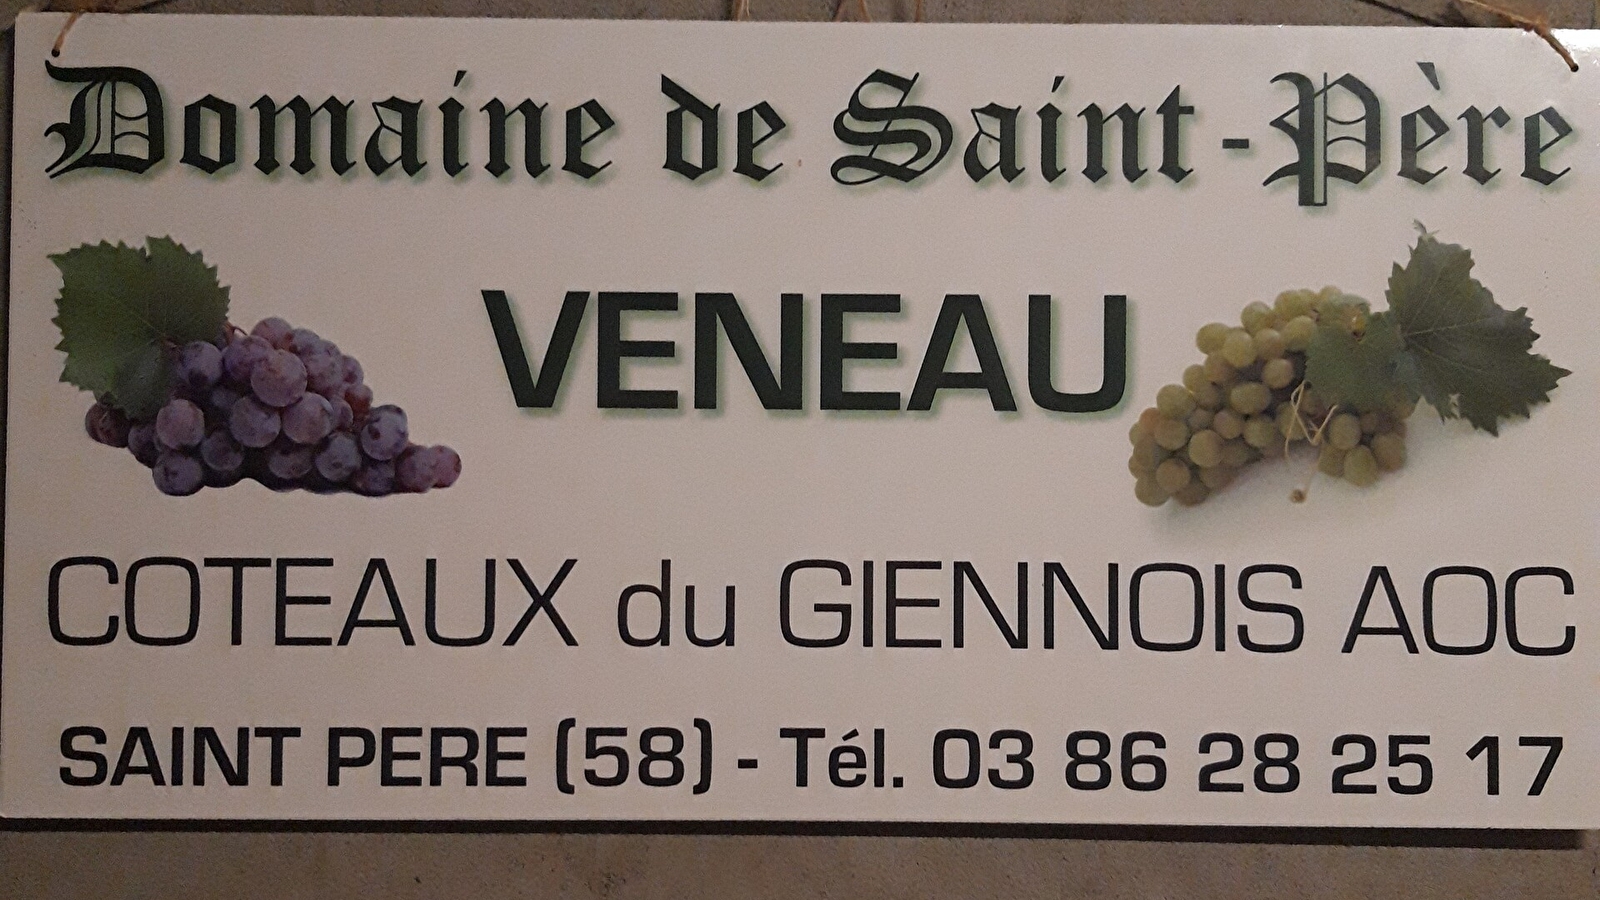 Domaine de Saint-Père
VENEAU
COTEAUX du GIENNOIS AOC
SAINT PERE (58) - Tél. 03 86 28 25 17